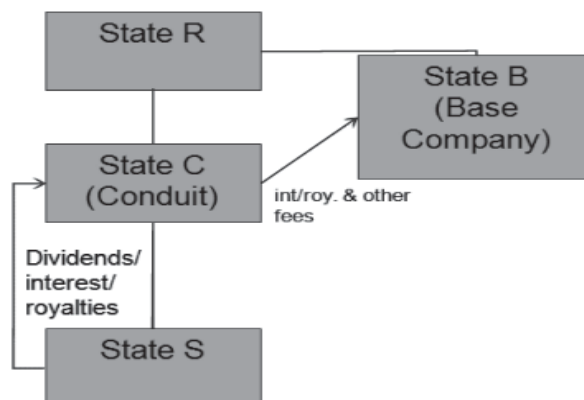 State R
State B
(Base
Company)
State C
(Conduit)
int/roy. & other
fees
Dividends/
interest/
royalties
State S